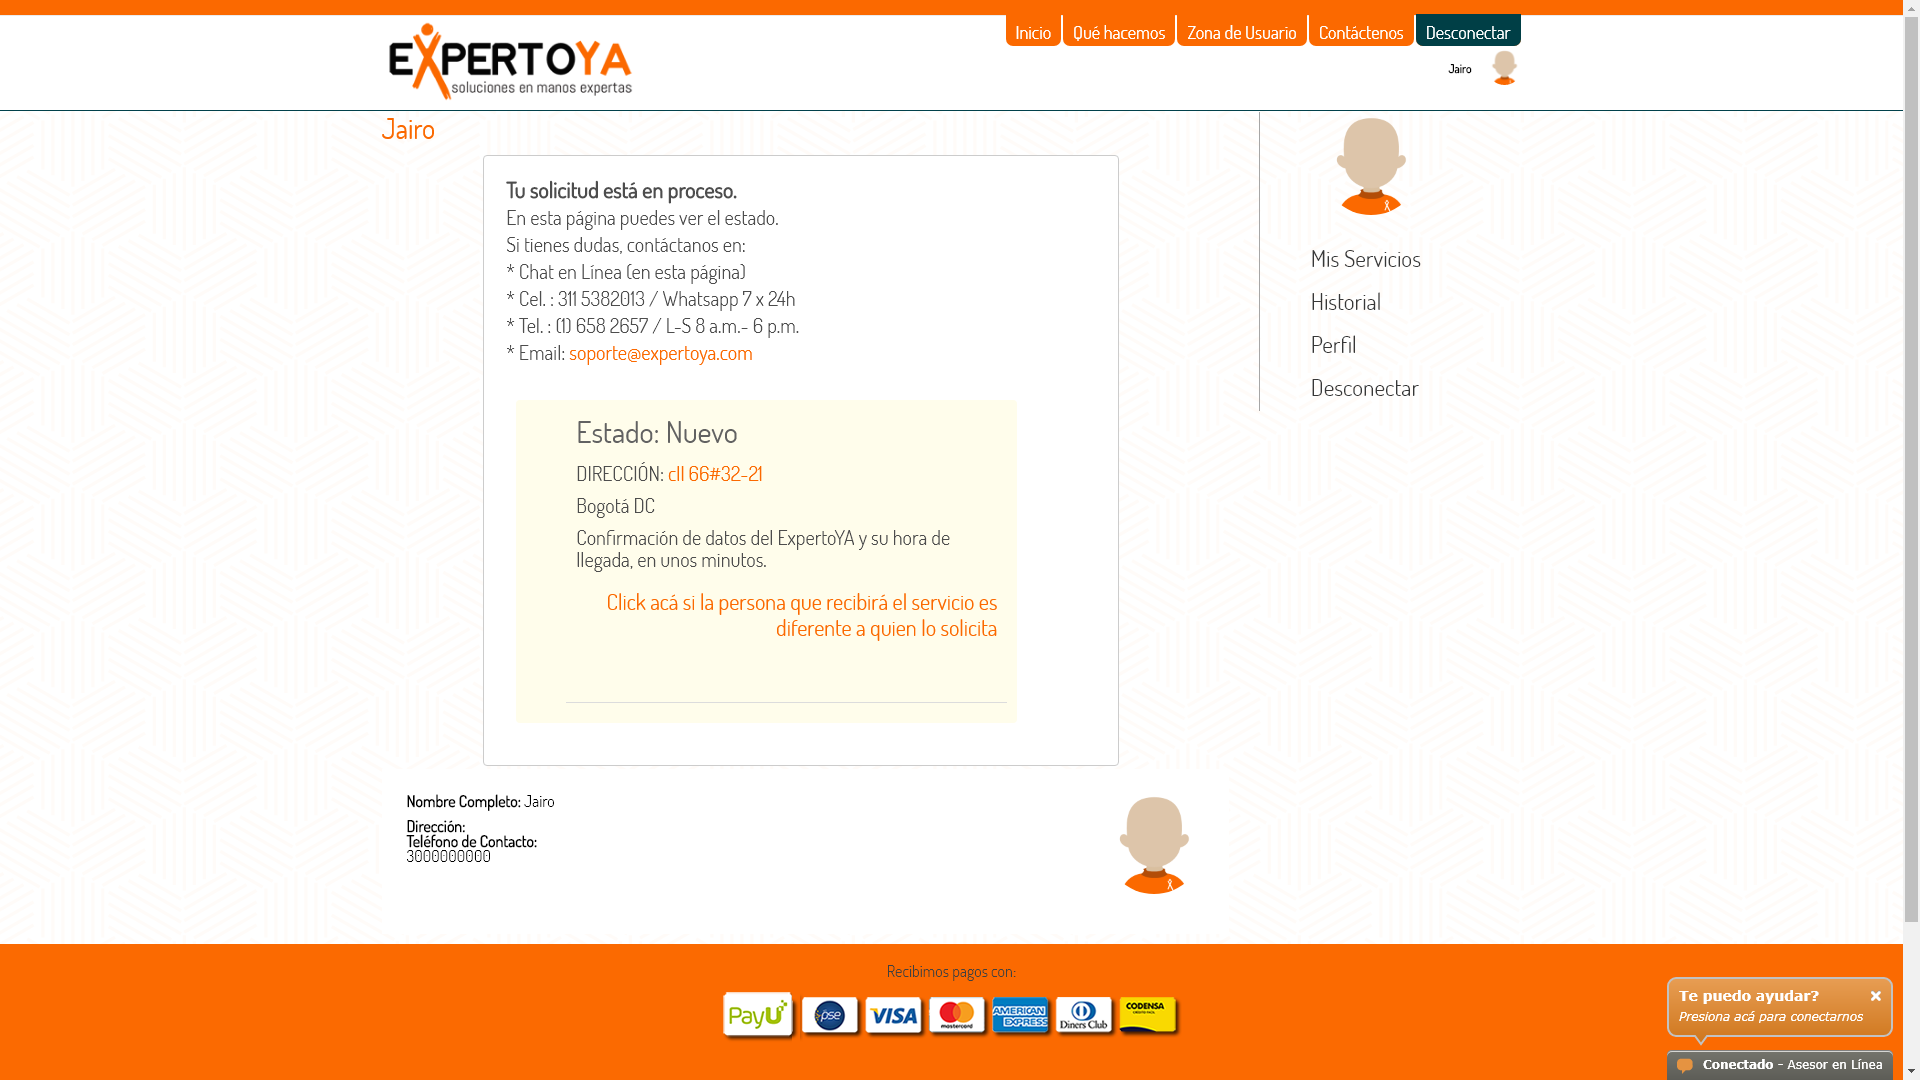 EXPERTOYA
soluciones en manos expertas
Inicio
Qué hacemos
Zona de Usuario
Contáctenos
Desconectar
Jairo
Jairo
Tu solicitud está en proceso.
En esta página puedes ver el estado.
Si tienes dudas, contáctanos en:
* Chat en Línea (en esta página)
* Cel. : 311 5382013 / Whatsapp 7 x 24h
* Tel. : (1) 658 2657 / L-S 8 a.m.- 6 p.m.
* Email: soporte@expertoya.com
Estado: Nuevo
DIRECCIÓN: cll 66#32-21
Bogotá DC
Confirmación de datos del ExpertoYA y su hora de
llegada, en unos minutos.
Click acá si la persona que recibirá el servicio es
diferente a quien lo solicita
Mis Servicios
Historial
Perfil
Desconectar
Nombre Completo: Jairo
Dirección:
Teléfono de Contacto:
3000000000
Recibimos pagos con:
PayU
pse
VISA
mastercard
AMERICAN EXPRESS
Diners Club
CODENSA
CRÉDITO FÁCIL
Te puedo ayudar?
Presiona acá para conectarnos
Conectado - Asesor en Línea